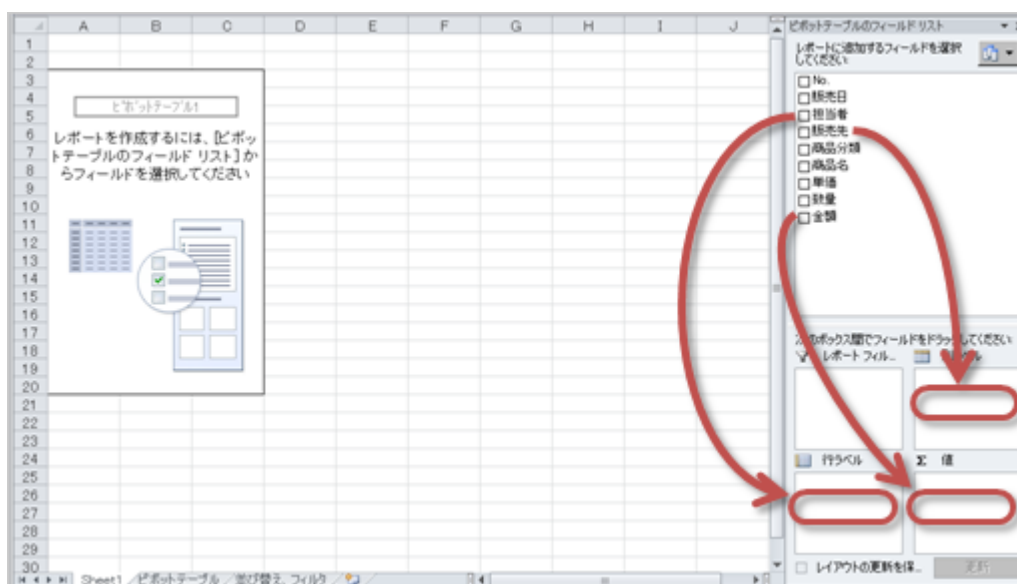 A B C D E F G H I J
ピボットテーブルのフィールド リスト
レポートに追加するフィールドを選択
してください:
1
2
3
4
5
6
7
8
9
10
11
12
13
14
15
16
17
18
19
20
21
22
23
24
25
26
27
28
29
30
ピボットテーブル1
レポートを作成するには、[ピボッ
トテーブルのフィールド リスト] か
らフィールドを選択してください
No.
販売日
担当者
販売先
商品分類
商品名
単価
数量
金額
ボックス間でフィールドをドラッグしてください:
レポート フィル...
行ラベル
Σ 値
レイアウトの更新を保...
更新
Sheet1 ピボットテーブル 並び替え、フィルタ